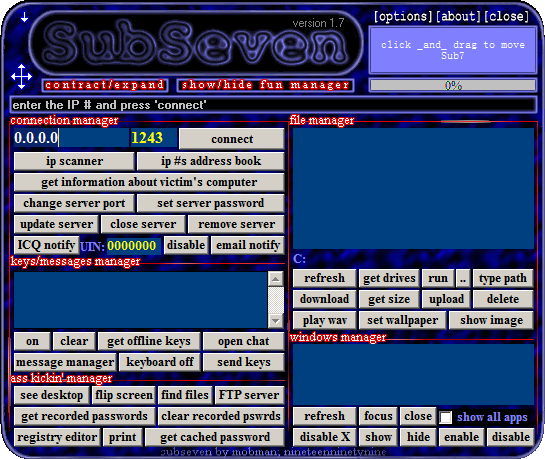 SubSeven
version 1.7
[options][about][close]
click _and_ drag to move
Sub7
contract/expand
show/hide fun manager
0%
enter the IP # and press 'connect'
connection manager
0.0.0.0
1243
connect
ip scanner
ip #s address book
get information about victim's computer
change server port
set server password
update server
close server
remove server
ICQ notify
UIN:
0000000
disable
email notify
keys/messages manager
on
clear
get offline keys
open chat
message manager
keyboard off
send keys
ass kickin' manager
see desktop
flip screen
find files
FTP server
get recorded passwords
clear recorded pswrds
registry editor
print
get cached password
file manager
C:
refresh
get drives
run
..
type path
download
get size
upload
delete
play wav
set wallpaper
show image
windows manager
refresh
focus
close
show all apps
disable X
show
hide
enable
disable
subseven by mobman; nineteenninetynine